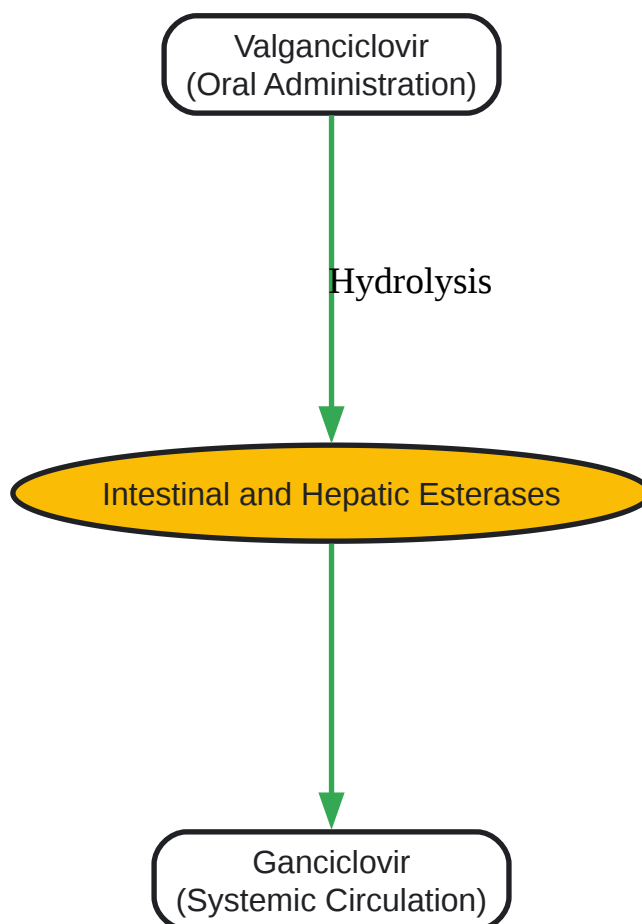 Valganciclovir
(Oral Administration)
Hydrolysis
Intestinal and Hepatic Esterases
Ganciclovir
(Systemic Circulation)